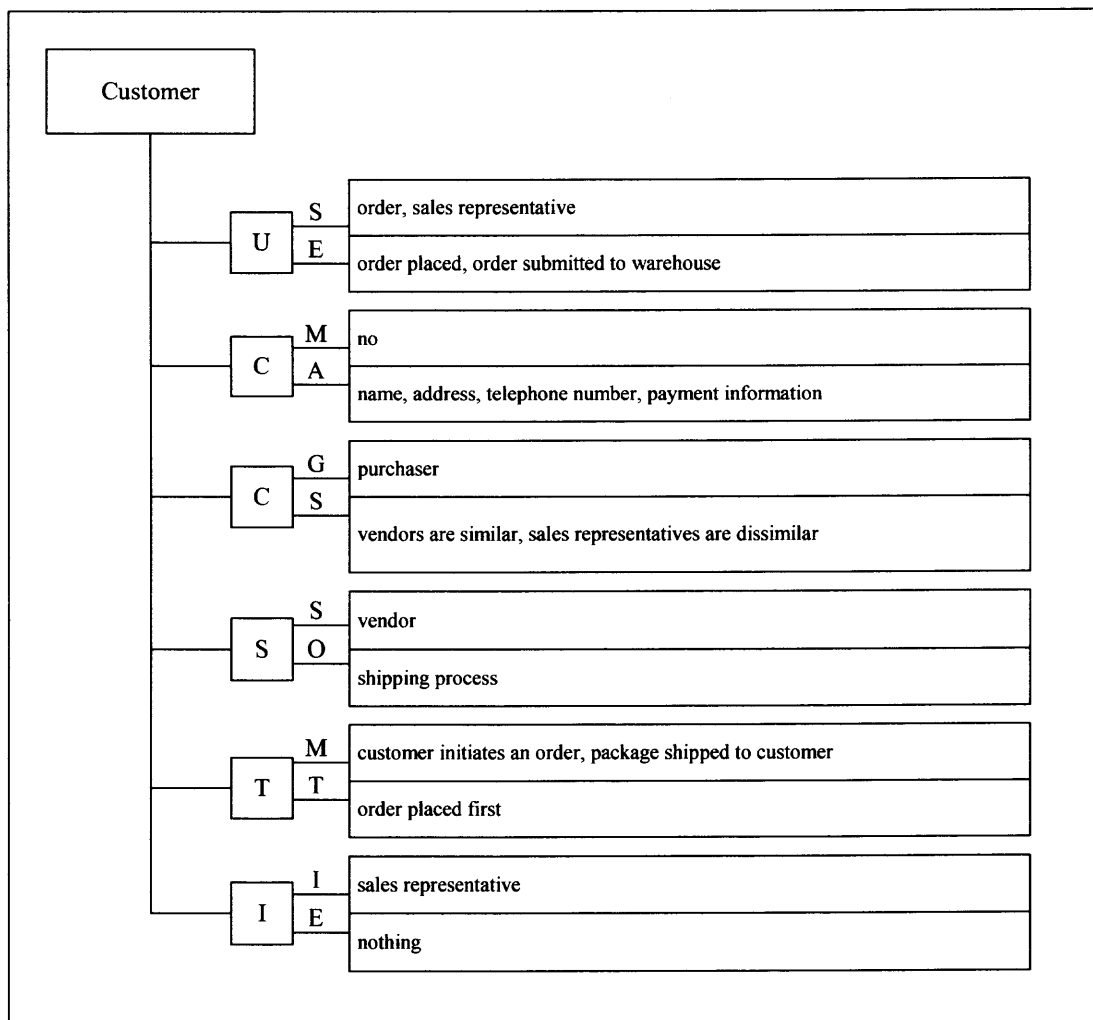 Customer
S
order, sales representative
U
E
order placed, order submitted to warehouse
M
no
C
A
name, address, telephone number, payment information
G
purchaser
C
S
vendors are similar, sales representatives are dissimilar
S
vendor
S
O
shipping process
M
customer initiates an order, package shipped to customer
T
T
order placed first
I
sales representative
I
E
nothing